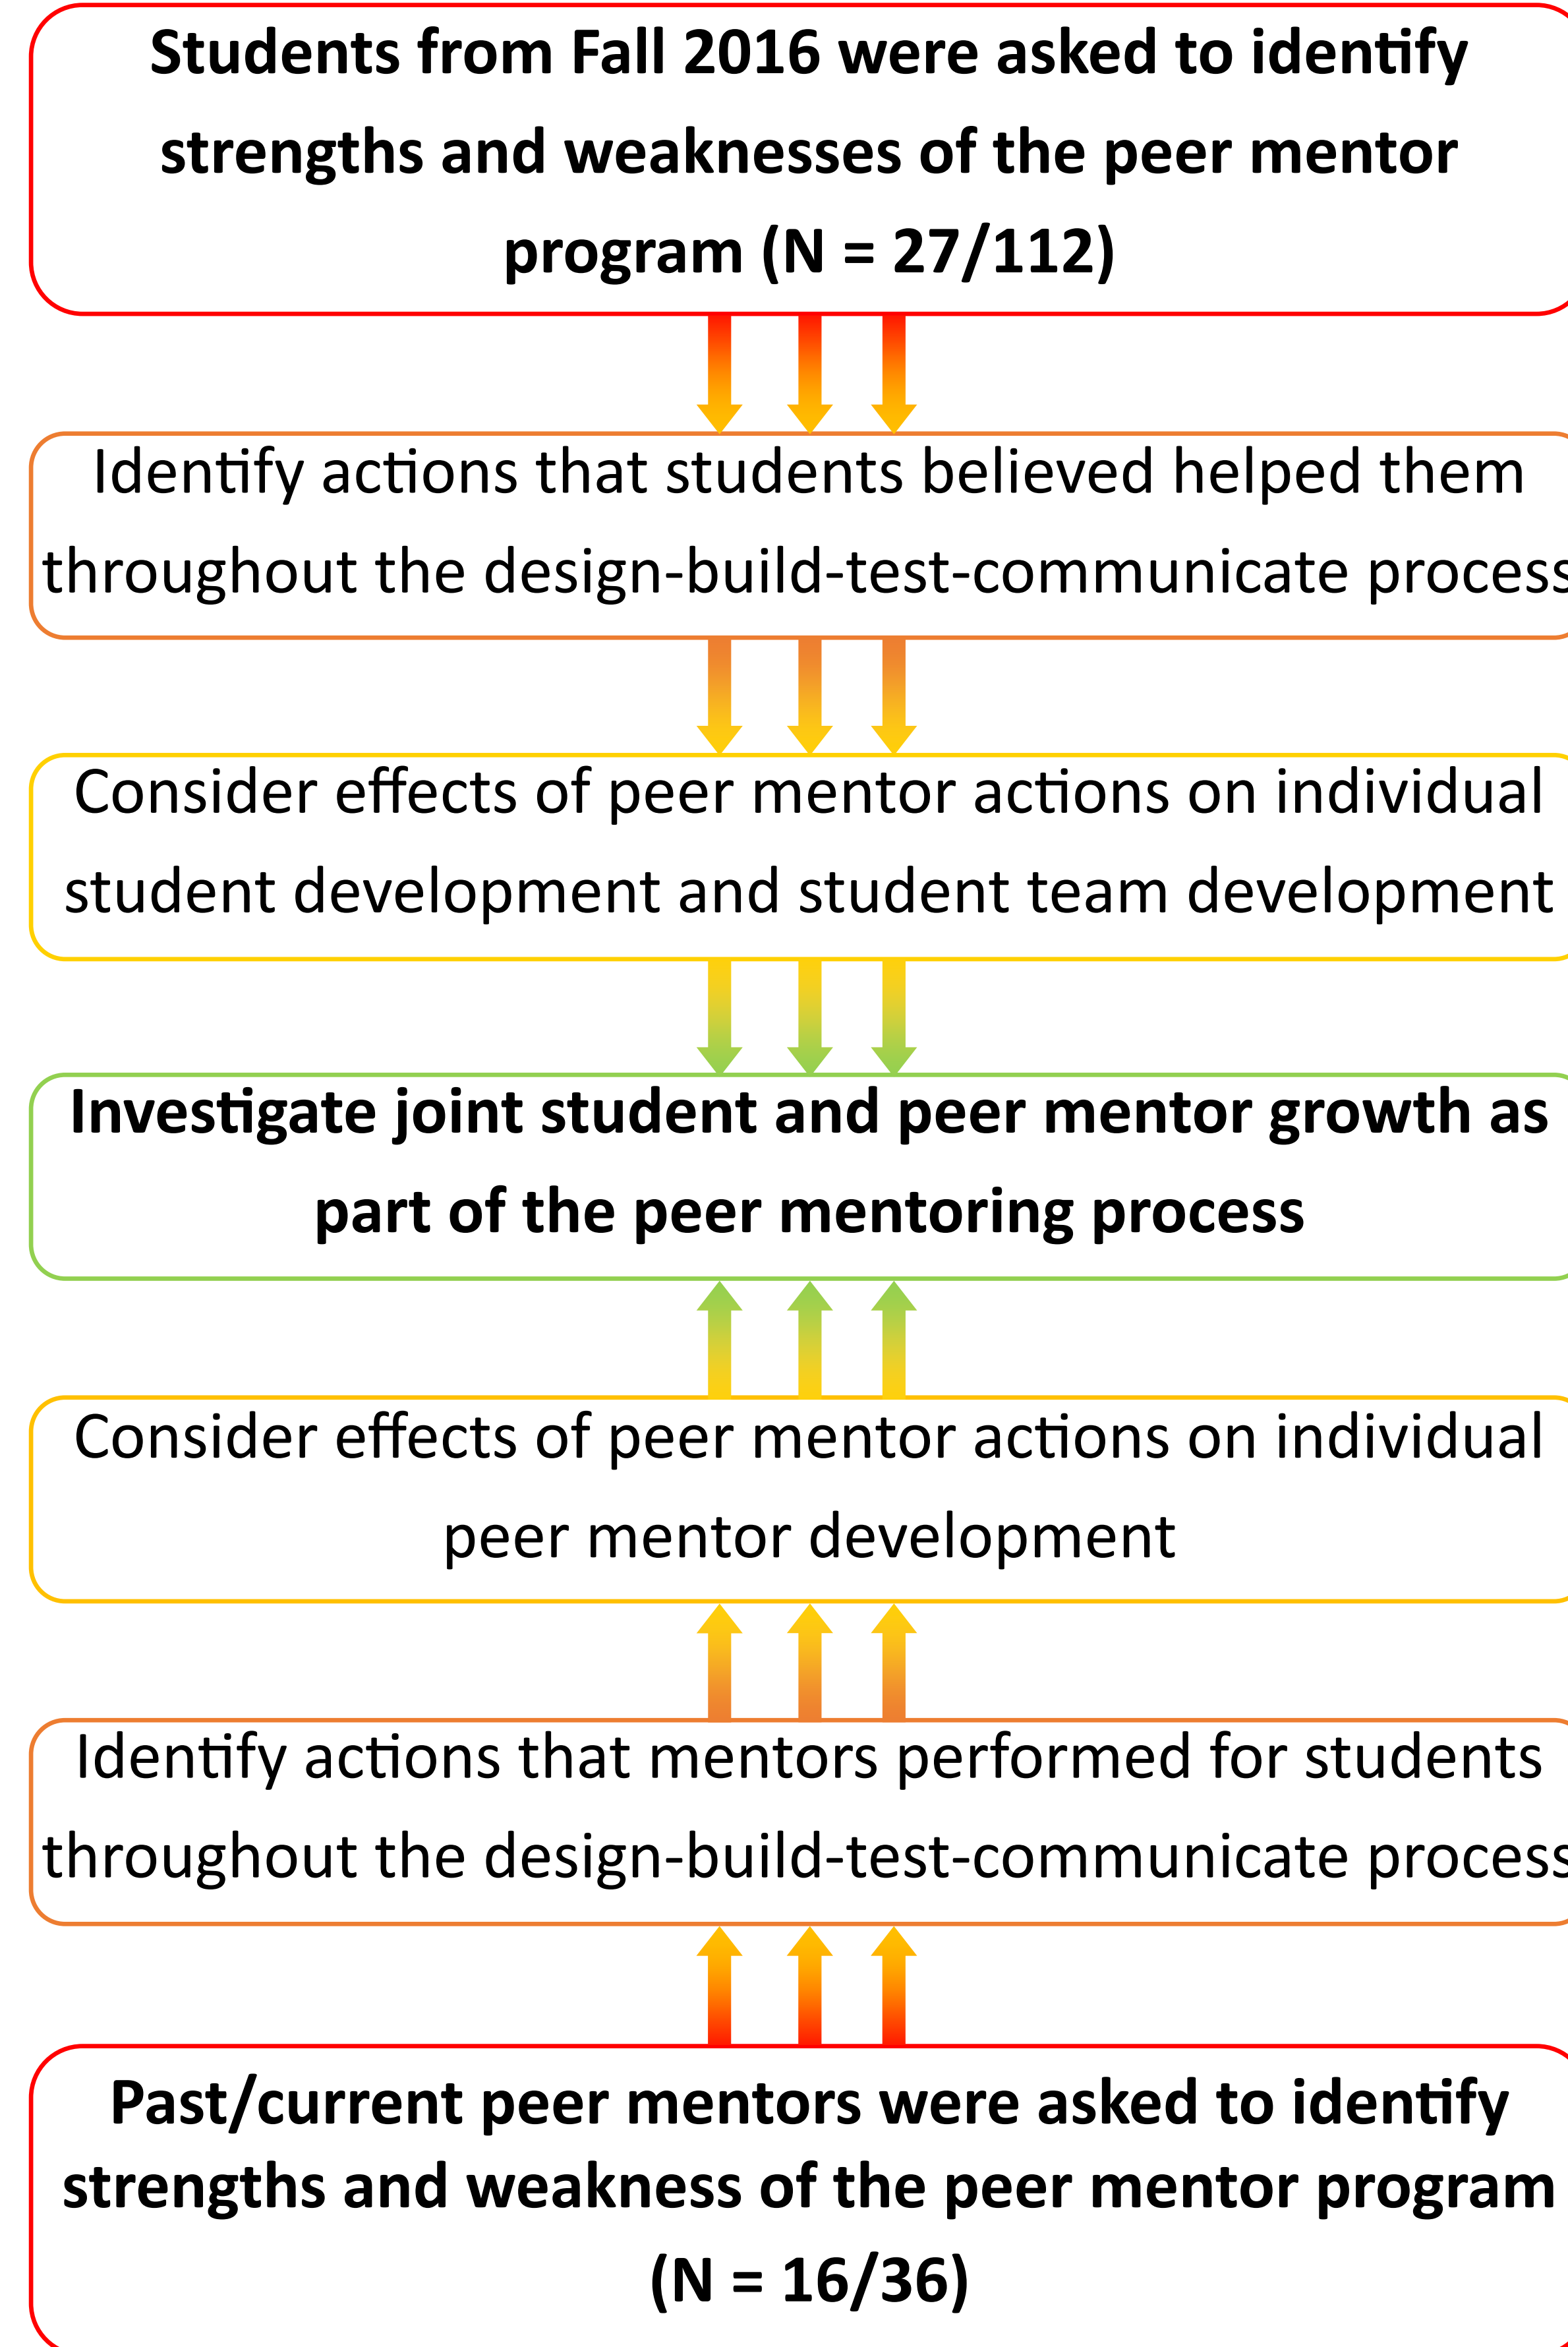 Students from Fall 2016 were asked to identify
strengths and weaknesses of the peer mentor
program (N = 27/112)
Identify actions that students believed helped them
throughout the design-build-test-communicate process
Consider effects of peer mentor actions on individual
student development and student team development
Investigate joint student and peer mentor growth as
part of the peer mentoring process
Consider effects of peer mentor actions on individual
peer mentor development
Identify actions that mentors performed for students
throughout the design-build-test-communicate process
Past/current peer mentors were asked to identify
strengths and weakness of the peer mentor program
(N = 16/36)